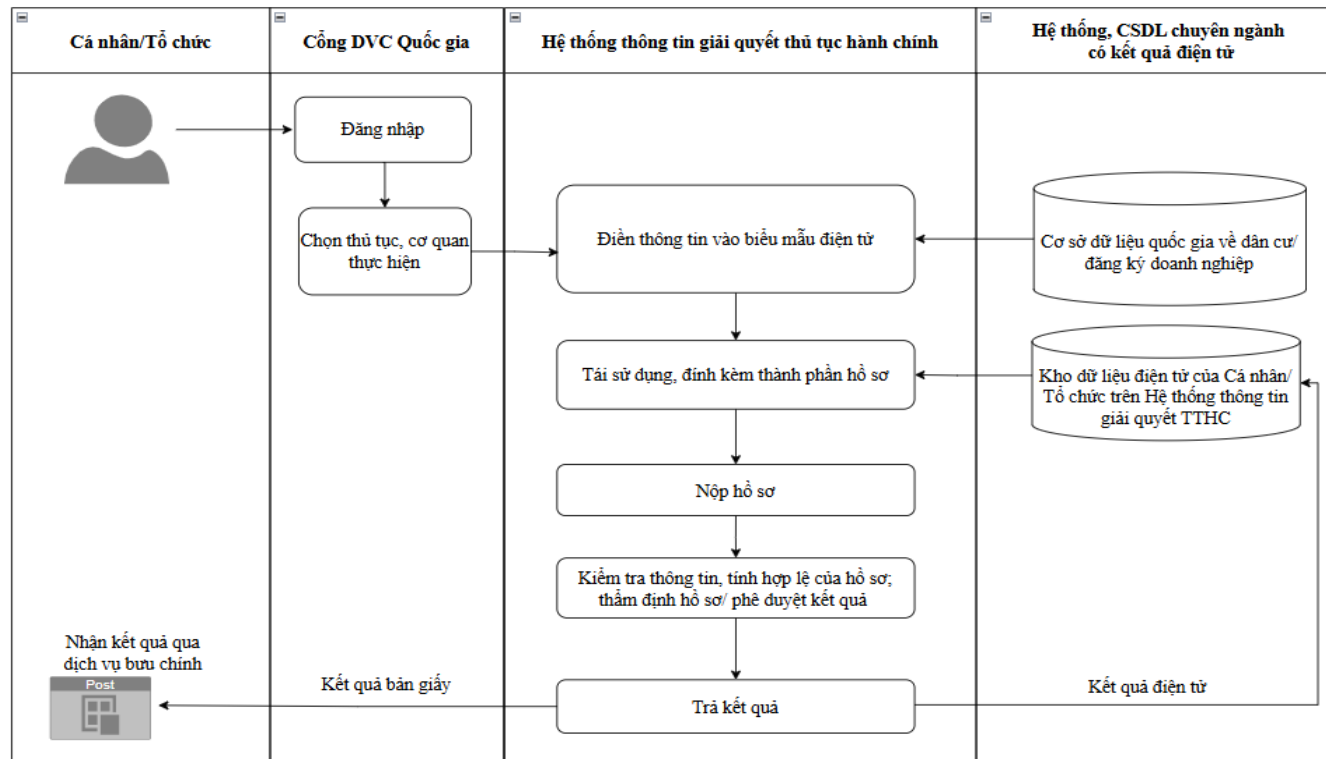 Cá nhân/Tổ chức
Cổng DVC Quốc gia
Hệ thống thông tin giải quyết thủ tục hành chính
Hệ thống, CSDL chuyên ngành
có kết quả điện tử
Đăng nhập
Chọn thủ tục, cơ quan
thực hiện
Điền thông tin vào biểu mẫu điện tử
Cơ sở dữ liệu quốc gia về dân cư/
đăng ký doanh nghiệp
Tái sử dụng, đính kèm thành phần hồ sơ
Kho dữ liệu điện tử của Cá nhân/
Tổ chức trên Hệ thống thông tin
giải quyết TTHC
Nộp hồ sơ
Kiểm tra thông tin, tính hợp lệ của hồ sơ;
thẩm định hồ sơ/ phê duyệt kết quả
Nhận kết quả qua
dịch vụ bưu chính
Post
Kết quả bản giấy
Trả kết quả
Kết quả điện tử